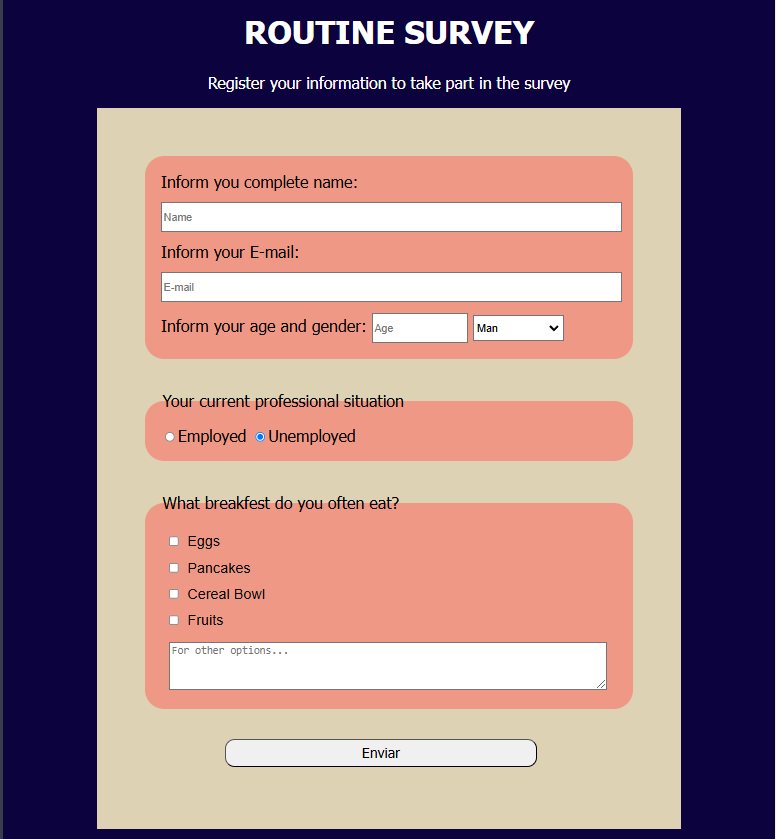 ROUTINE SURVEY
Register your information to take part in the survey
Inform you complete name:
Name
Inform your E-mail:
E-mail
Inform your age and gender: Age Man
Your current professional situation
Employed Unemployed
What breakfest do you often eat?
Eggs
Pancakes
Cereal Bowl
Fruits
For other options...
Enviar